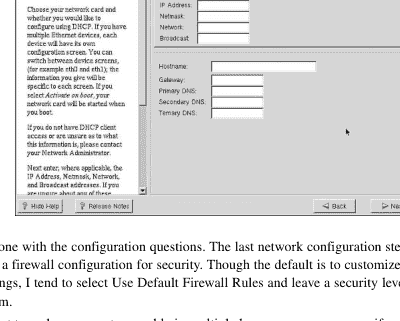 Choose your network card and
whether you would like to
configure using DHCP. If you have
multiple Ethernet devices, each
device will have its own
configuration screen. You can
switch between device screens,
(for example eth0 and eth1); the
information you give will be
specific to each screen. If you
select Activate on boot, your
network card will be started when
you boot.
If you do not have DHCP client
access or are unsure as to what
this information is, please contact
your Network Administrator.
Next enter, where applicable, the
IP Address, Netmask, Network,
and Broadcast addresses. If you
are unsure about any of these
IP Address:
Netmask:
Network:
Broadcast:
Hostname:
Gateway:
Primary DNS:
Secondary DNS:
Ternary DNS:
? Hide Help
? Release Notes
Back
Ne
one with the configuration questions. The last network configuration ste
a firewall configuration for security. Though the default is to customize
ngs, I tend to select Use Default Firewall Rules and leave a security leve
m.